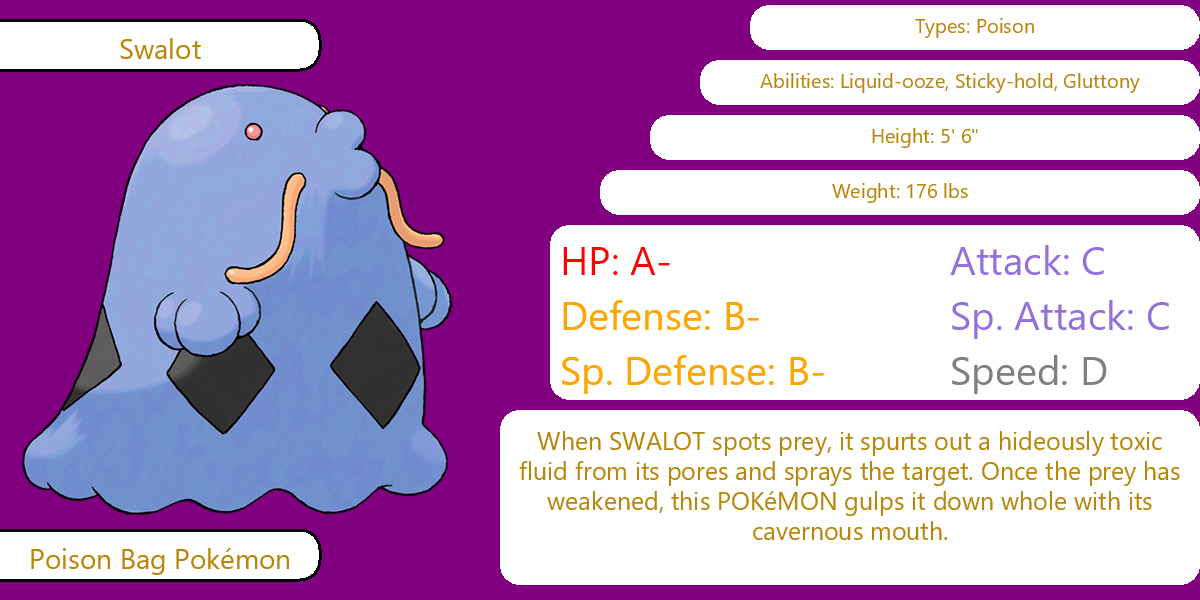 Swalot
Types: Poison
Abilities: Liquid-ooze, Sticky-hold, Gluttony
Height: 5' 6"
Weight: 176 lbs
HP: A-
Attack: C
Defense: B-
Sp. Attack: C
Sp. Defense: B-
Speed: D
When SWALOT spots prey, it spurts out a hideously toxic
fluid from its pores and sprays the target. Once the prey has
weakened, this POKéMON gulps it down whole with its
cavernous mouth.
Poison Bag Pokémon